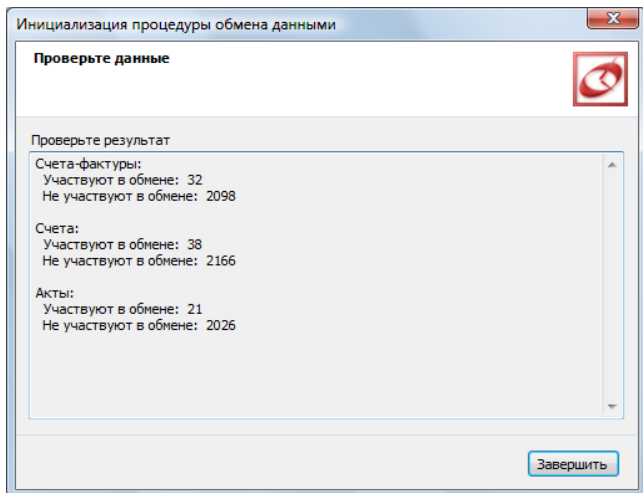 Инициализация процедуры обмена данными
Проверьте данные
Проверьте результат
Счета-фактуры:
Участвуют в обмене: 32
Не участвуют в обмене: 2098
Счета:
Участвуют в обмене: 38
Не участвуют в обмене: 2166
Акты:
Участвуют в обмене: 21
Не участвуют в обмене: 2026
Завершить